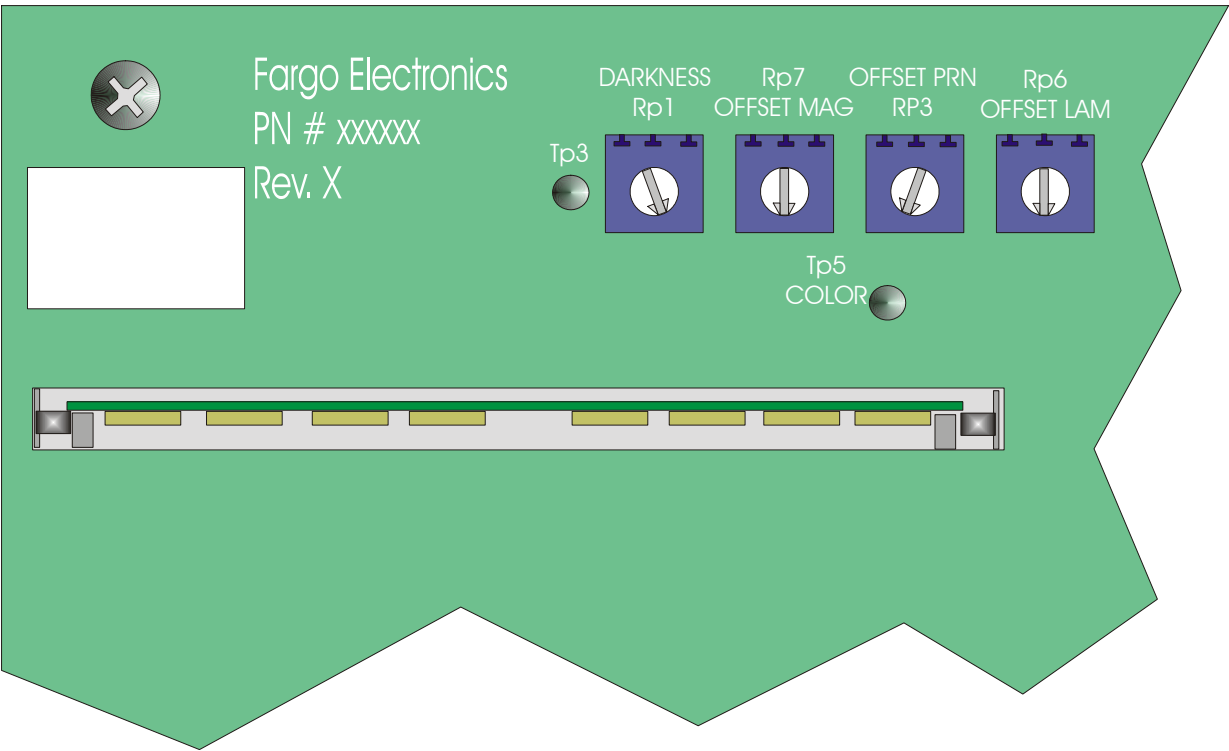 Fargo Electronics
PN # xxxxxx
Rev. X
DARKNESS
Rp1
Rp7
OFFSET MAG
OFFSET PRN
RP3
Rp6
OFFSET LAM
Tp3
Tp5
COLOR